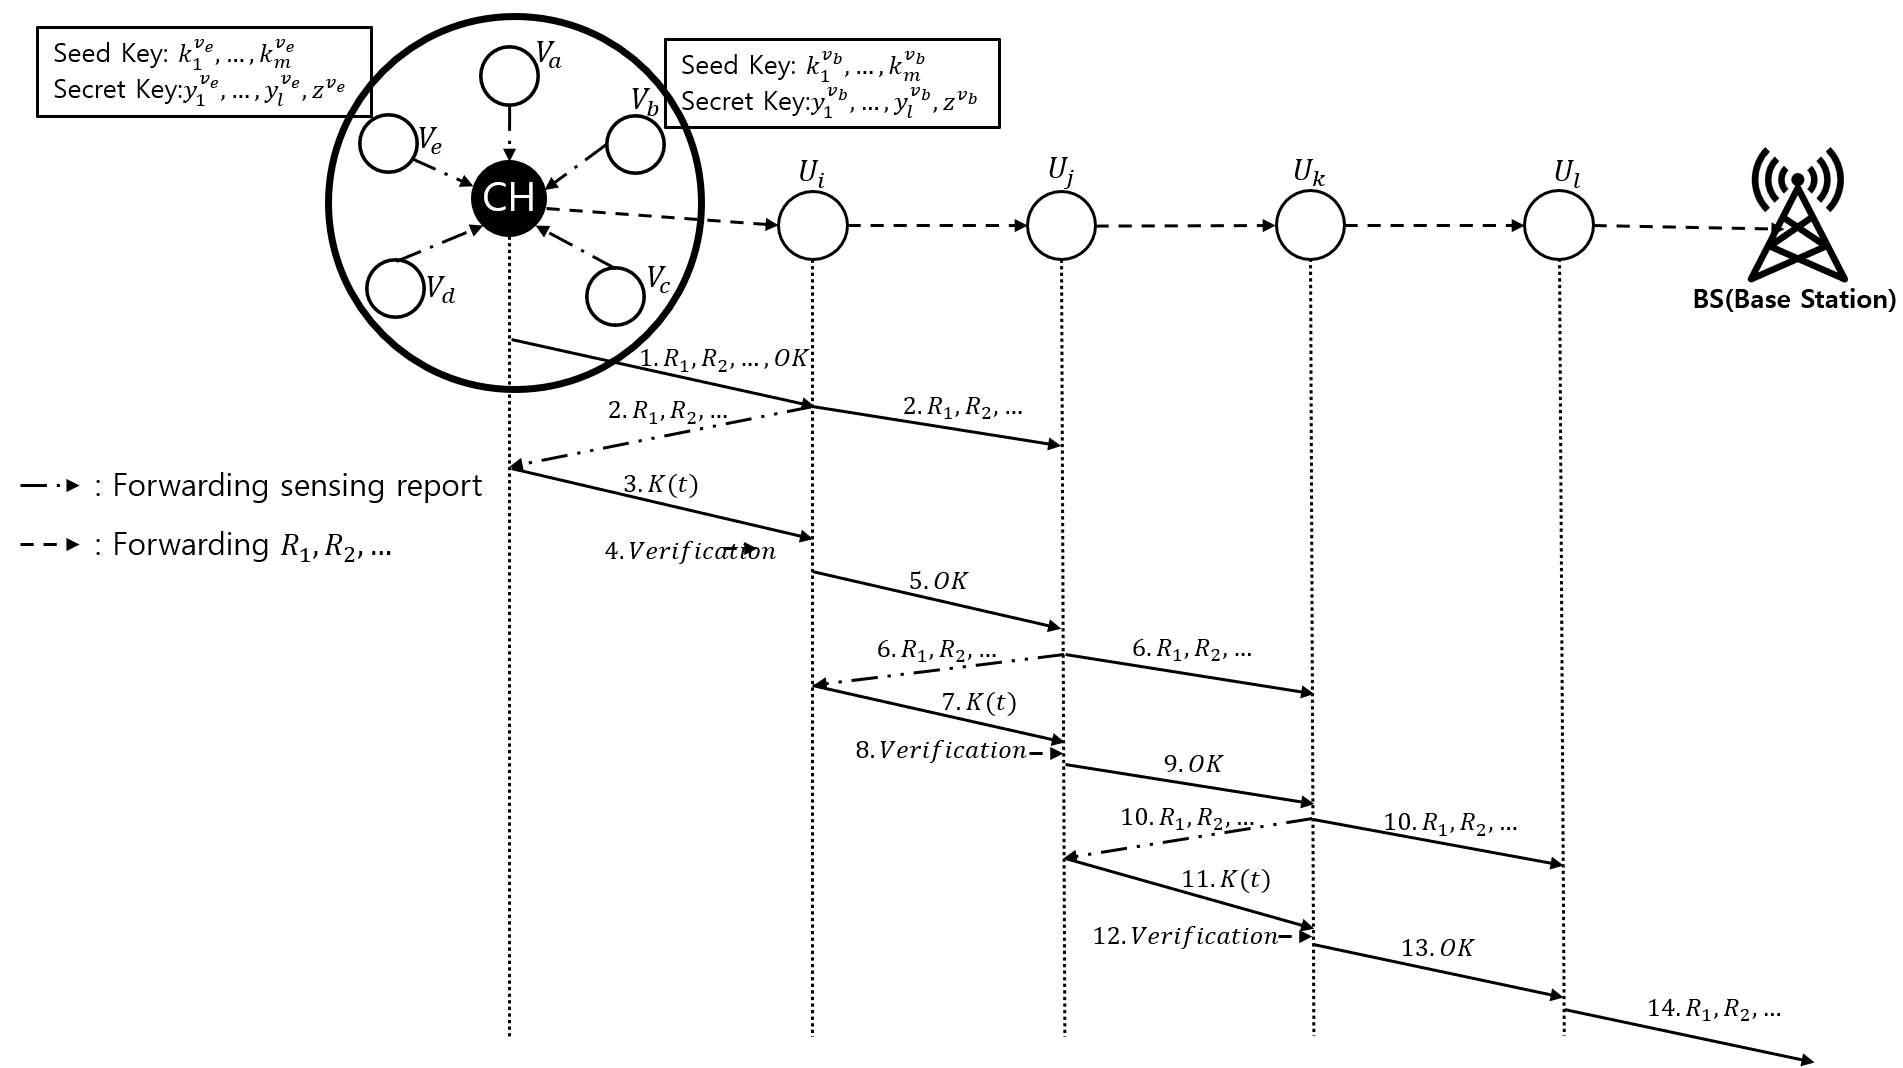 Seed Key: k_1^{v_e}, ..., k_m^{v_e}
Secret Key:y_1^{v_e}, ..., y_l^{v_e}, z^{v_e}
Seed Key: k_1^{v_b}, ..., k_m^{v_b}
Secret Key:y_1^{v_b}, ..., y_l^{v_b}, z^{v_b}
V_a
V_b
V_e
CH
V_d
V_c
U_i
U_j
U_k
U_l
BS(Base Station)
1. R_1, R_2, ..., OK
2. R_1, R_2, ...
2. R_1, R_2, ...
3. K(t)
: Forwarding sensing report
: Forwarding R_1, R_2, ...
4. Verification
5. OK
6. R_1, R_2, ...
6. R_1, R_2, ...
7. K(t)
8. Verification
9. OK
10. R_1, R_2, ...
10. R_1, R_2, ...
11. K(t)
12. Verification
13. OK
14. R_1, R_2, ...